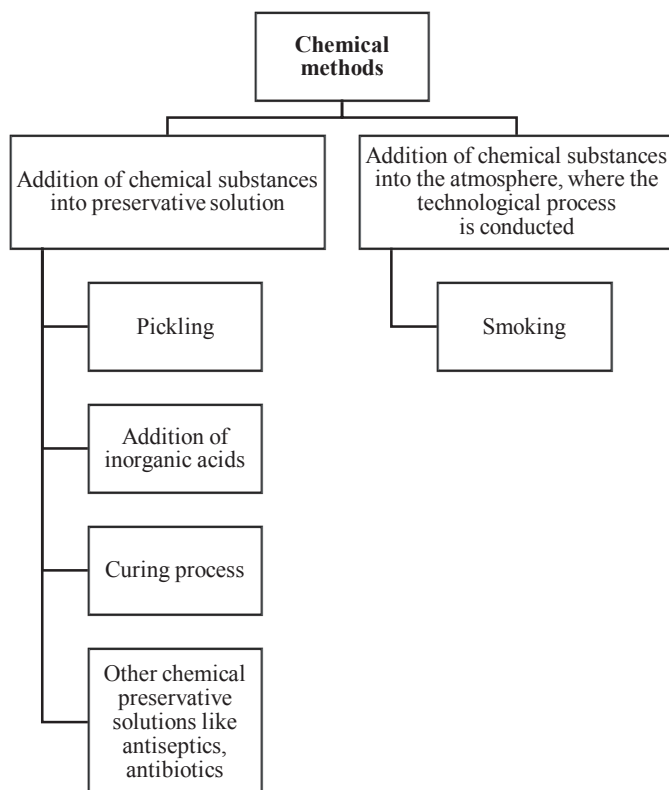 Chemical
methods
Addition of chemical substances
into preservative solution
Addition of chemical substances
into the atmosphere, where the
technological process
is conducted
Pickling
Smoking
Addition of
inorganic acids
Curing process
Other chemical
preservative
solutions like
antiseptics,
antibiotics